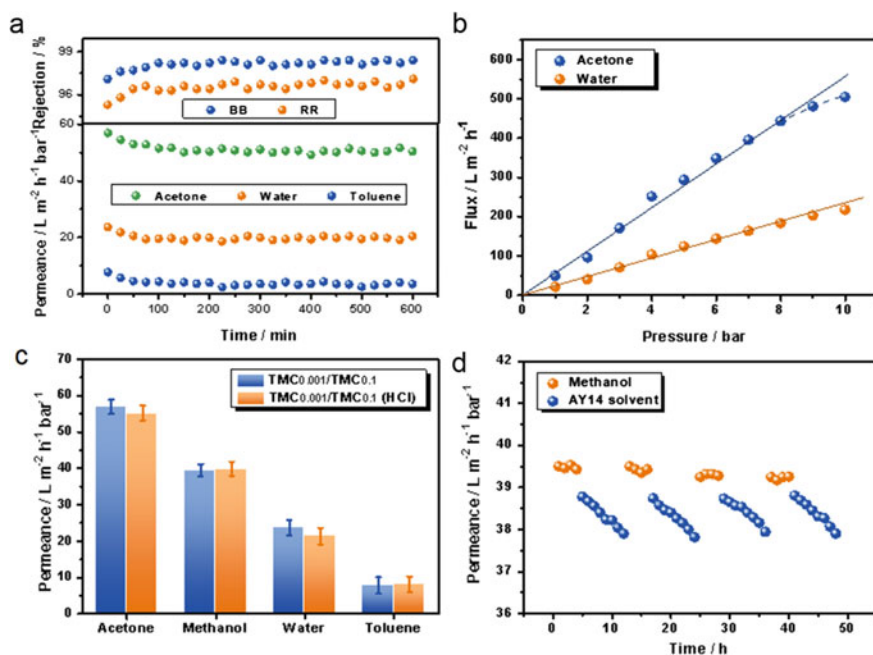 a
Rejection / %
99
96
BB RR
Permeance / L m⁻² h⁻¹ bar⁻¹
60
40
20
0
Acetone Water Toluene
0 100 200 300 400 500 600
Time / min
b
Flux / L m⁻² h⁻¹
600
500
400
300
200
100
0
Acetone
Water
0 2 4 6 8 10
Pressure / bar
c
Permeance / L m⁻² h⁻¹ bar⁻¹
70
60
50
40
30
20
10
0
TMC0.001/TMC0.1
TMC0.001/TMC0.1 (HCl)
Acetone Methanol Water Toluene
d
Permeance / L m⁻² h⁻¹ bar⁻¹
42
41
40
39
38
37
36
Methanol
AY14 solvent
0 10 20 30 40 50
Time / h